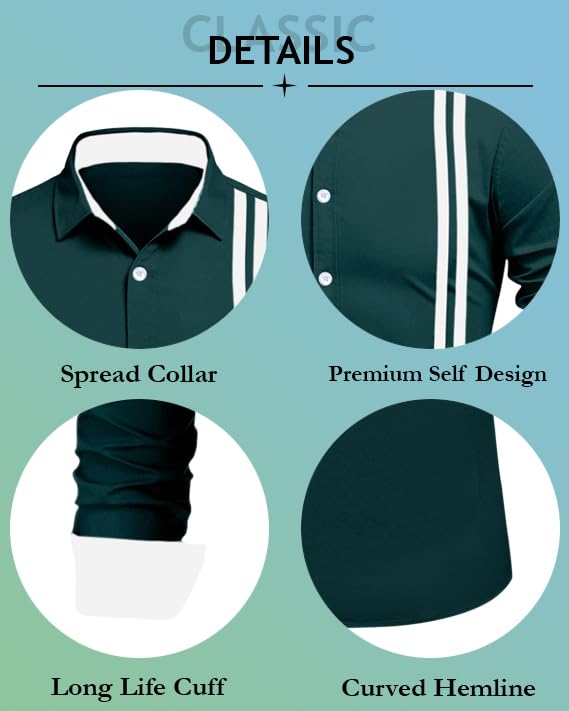 CLASSIC
DETAILS
Spread Collar
Premium Self Design
Long Life Cuff
Curved Hemline